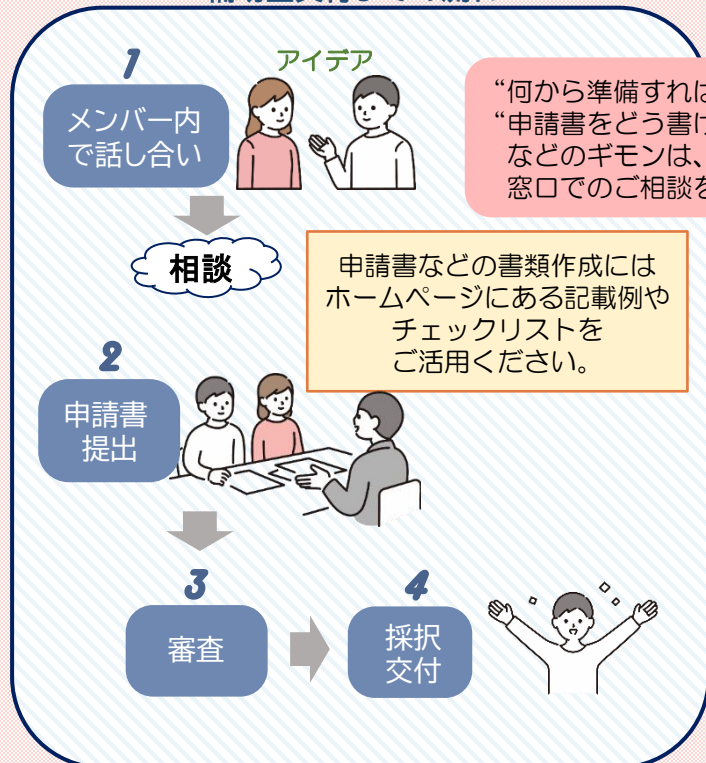 1
アイデア
メンバー内
で話し合い
“何から準備すれば
“申請書をどう書け
などのギモンは、
窓口でのご相談を
相談
申請書などの書類作成には
ホームページにある記載例や
チェックリストを
ご活用ください。
2
申請書
提出
3
審査
4
採択
交付